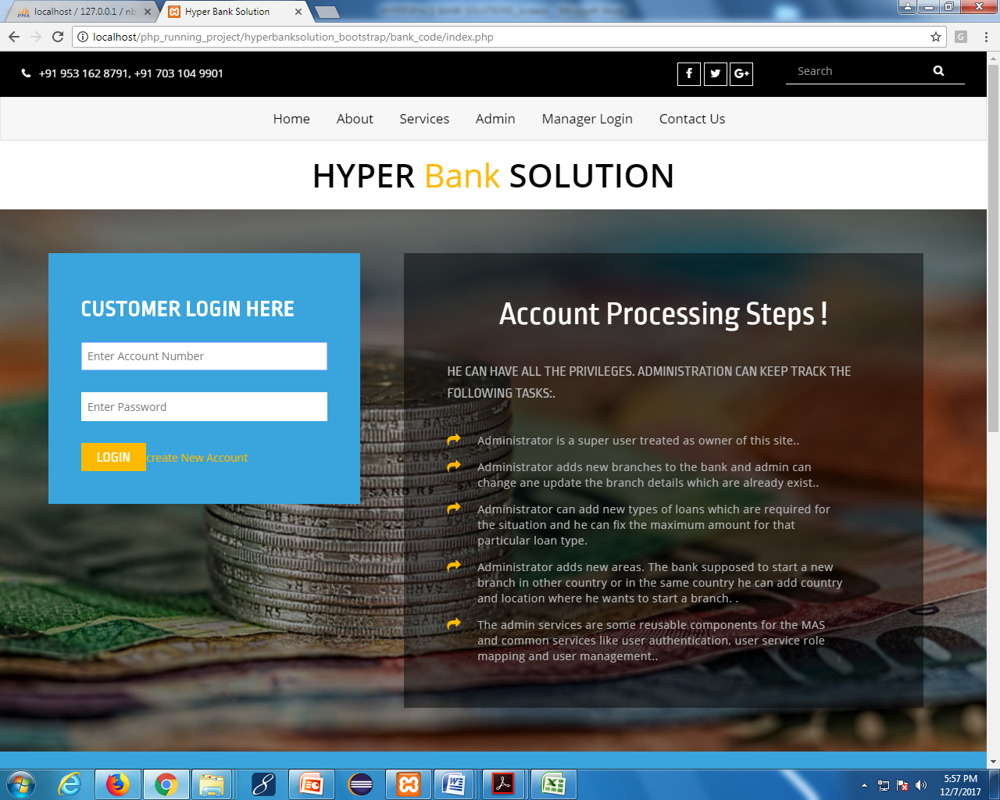 localhost / 127.0.0.1 / nb
Hyper Bank Solution
localhost/php_running_project/hyperbanksolution_bootstrap/bank_code/index.php
+91 953 162 8791, +91 703 104 9901
Search
Home About Services Admin Manager Login Contact Us
HYPER Bank SOLUTION
CUSTOMER LOGIN HERE
Enter Account Number
Enter Password
LOGIN create New Account
Account Processing Steps !
HE CAN HAVE ALL THE PRIVILEGES. ADMINISTRATION CAN KEEP TRACK THE
FOLLOWING TASKS:.
Administrator is a super user treated as owner of this site..
Administrator adds new branches to the bank and admin can
change ane update the branch details which are already exist..
Administrator can add new types of loans which are required for
the situation and he can fix the maximum amount for that
particular loan type.
Administrator adds new areas. The bank supposed to start a new
branch in other country or in the same country he can add country
and location where he wants to start a branch. .
The admin services are some reusable components for the MAS
and common services like user authentication, user service role
mapping and user management..
5:57 PM
12/7/2017